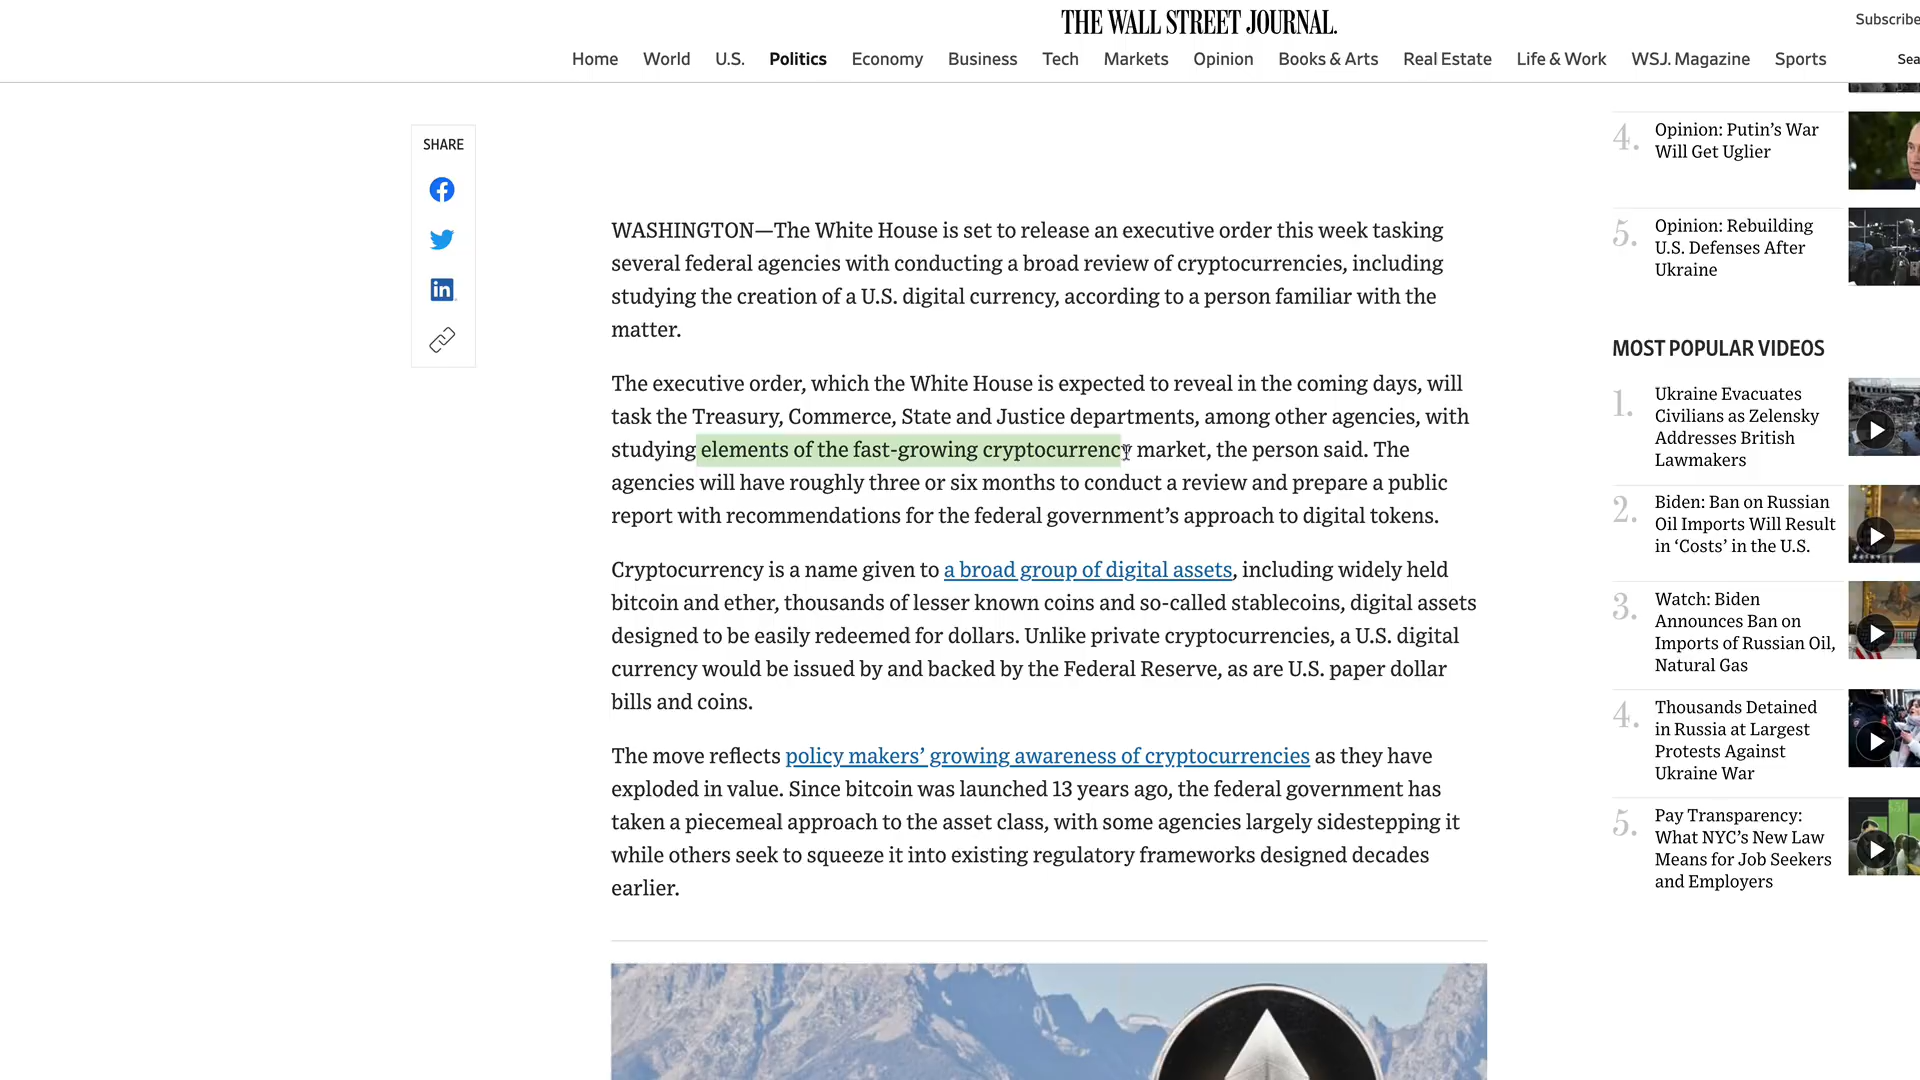 THE WALL STREET JOURNAL.
Subscribe
Home World U.S. Politics Economy Business Tech Markets Opinion Books & Arts Real Estate Life & Work WSJ. Magazine Sports
Sea
SHARE
WASHINGTON—The White House is set to release an executive order this week tasking
several federal agencies with conducting a broad review of cryptocurrencies, including
studying the creation of a U.S. digital currency, according to a person familiar with the
matter.
The executive order, which the White House is expected to reveal in the coming days, will
task the Treasury, Commerce, State and Justice departments, among other agencies, with
studying elements of the fast-growing cryptocurrency market, the person said. The
agencies will have roughly three or six months to conduct a review and prepare a public
report with recommendations for the federal government’s approach to digital tokens.
Cryptocurrency is a name given to a broad group of digital assets, including widely held
bitcoin and ether, thousands of lesser known coins and so-called stablecoins, digital assets
designed to be easily redeemed for dollars. Unlike private cryptocurrencies, a U.S. digital
currency would be issued by and backed by the Federal Reserve, as are U.S. paper dollar
bills and coins.
The move reflects policy makers’ growing awareness of cryptocurrencies as they have
exploded in value. Since bitcoin was launched 13 years ago, the federal government has
taken a piecemeal approach to the asset class, with some agencies largely sidestepping it
while others seek to squeeze it into existing regulatory frameworks designed decades
earlier.
4. Opinion: Putin’s War
Will Get Uglier
5. Opinion: Rebuilding
U.S. Defenses After
Ukraine
MOST POPULAR VIDEOS
1. Ukraine Evacuates
Civilians as Zelensky
Addresses British
Lawmakers
2. Biden: Ban on Russian
Oil Imports Will Result
in ‘Costs’ in the U.S.
3. Watch: Biden
Announces Ban on
Imports of Russian Oil,
Natural Gas
4. Thousands Detained
in Russia at Largest
Protests Against
Ukraine War
5. Pay Transparency:
What NYC’s New Law
Means for Job Seekers
and Employers